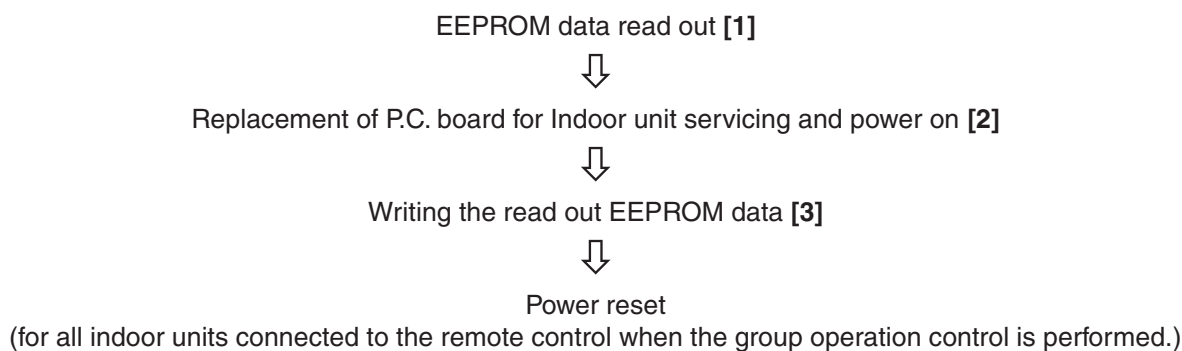 EEPROM data read out [1]
Replacement of P.C. board for Indoor unit servicing and power on [2]
Writing the read out EEPROM data [3]
Power reset
(for all indoor units connected to the remote control when the group operation control is performed.)